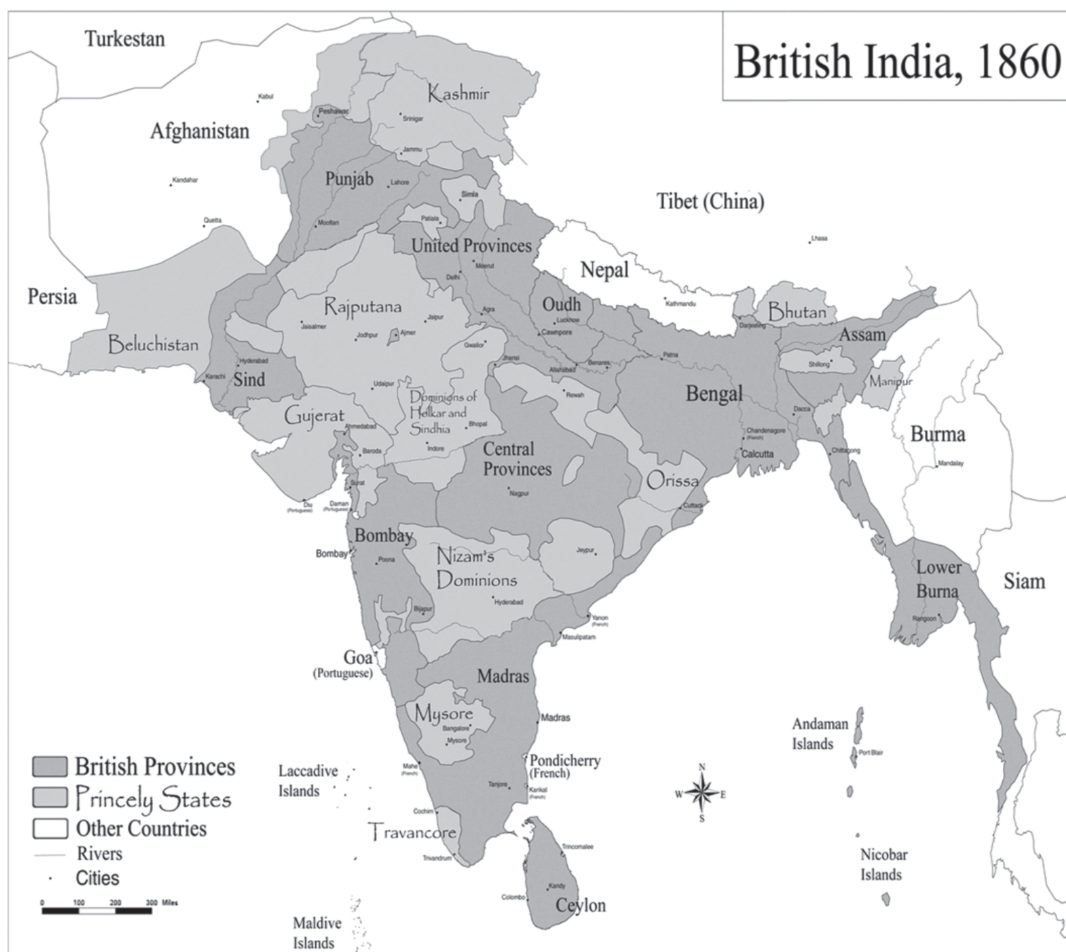 British India, 1860
Turkestan
Kabul
Afghanistan
Kandahar
Quetta
Persia
Kashmir
Peshawar
Srinigar
Jammu
Punjab
Lahore
Mooltan
Simla
Patiala
Tibet (China)
Lhasa
United Provinces
Meerut
Delhi
Nepal
Kathmandu
Oudh
Lucknow
Cawnpore
Agra
Rajputana
Jaisalmer
Jodhpur
Ajmer
Jaipur
Gwalior
Beluchistan
Karachi
Hyderabad
Sind
Udaipur
Jhansi
Allahabad
Benares
Patna
Darjeeling
Bhutan
Assam
Shillong
Manipur
Rewah
Bengal
Dacca
Chandenagore
(French)
Calcutta
Chittagong
Burma
Mandalay
Gujerat
Ahmedabad
Baroda
Dominions of
Holkar and
Sindhia
Bhopal
Indore
Central
Provinces
Nagpur
Orissa
Cuttack
Surat
Diu
(Portuguese)
Daman
(Portuguese)
Bombay
Bombay
Poona
Nizam's
Dominions
Hyderabad
Jaypur
Bijapur
Yanon
(French)
Masulipatam
Lower
Burna
Rangoon
Siam
Goa
(Portuguese)
Madras
Mysore
Bangalore
Mysore
Madras
Mahe
(French)
Pondicherry
(French)
Tanjore
Karikal
(French)
Cochim
Travancore
Trivandrum
Trincomalee
Kandy
Colombo
Ceylon
Laccadive
Islands
Maldive
Islands
Andaman
Islands
Port Blair
Nicobar
Islands
N
W E
S
British Provinces
Princely States
Other Countries
Rivers
Cities
0 100 200 300 Miles